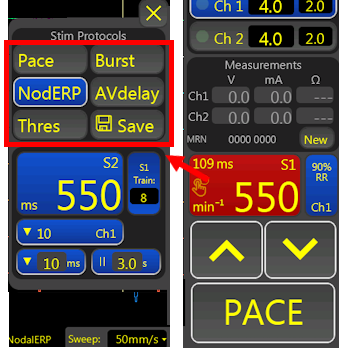 Stim Protocols
Pace Burst
NodERP AVdelay
Thres Save
S2
ms 550
S1
Train:
8
▼ 10 Ch1
▼ 10 ms II 3.0 s
NodalERP Sweep: 50mm/s
Ch 1 4.0 2.0
Ch 2 4.0 2.0
Measurements
V mA Ω
Ch1 0.0 0.0 ---
Ch2 0.0 0.0 ---
MRN 0000 0000 New
109 ms S1
min⁻¹ 550
90%
RR
Ch1
PACE